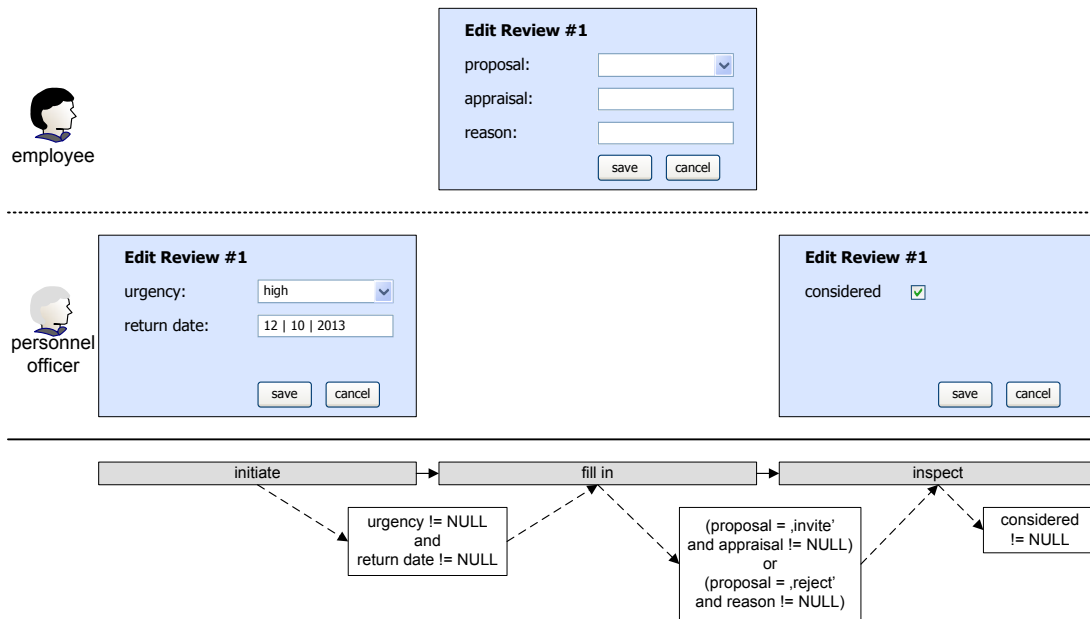 Edit Review #1
proposal:
appraisal:
reason:
save cancel
employee
Edit Review #1
urgency: high
return date: 12 | 10 | 2013
save cancel
Edit Review #1
considered
save cancel
personnel
officer
initiate fill in inspect
urgency != NULL
and
return date != NULL
(proposal = ‚invite’
and appraisal != NULL)
or
(proposal = ‚reject’
and reason != NULL)
considered
!= NULL